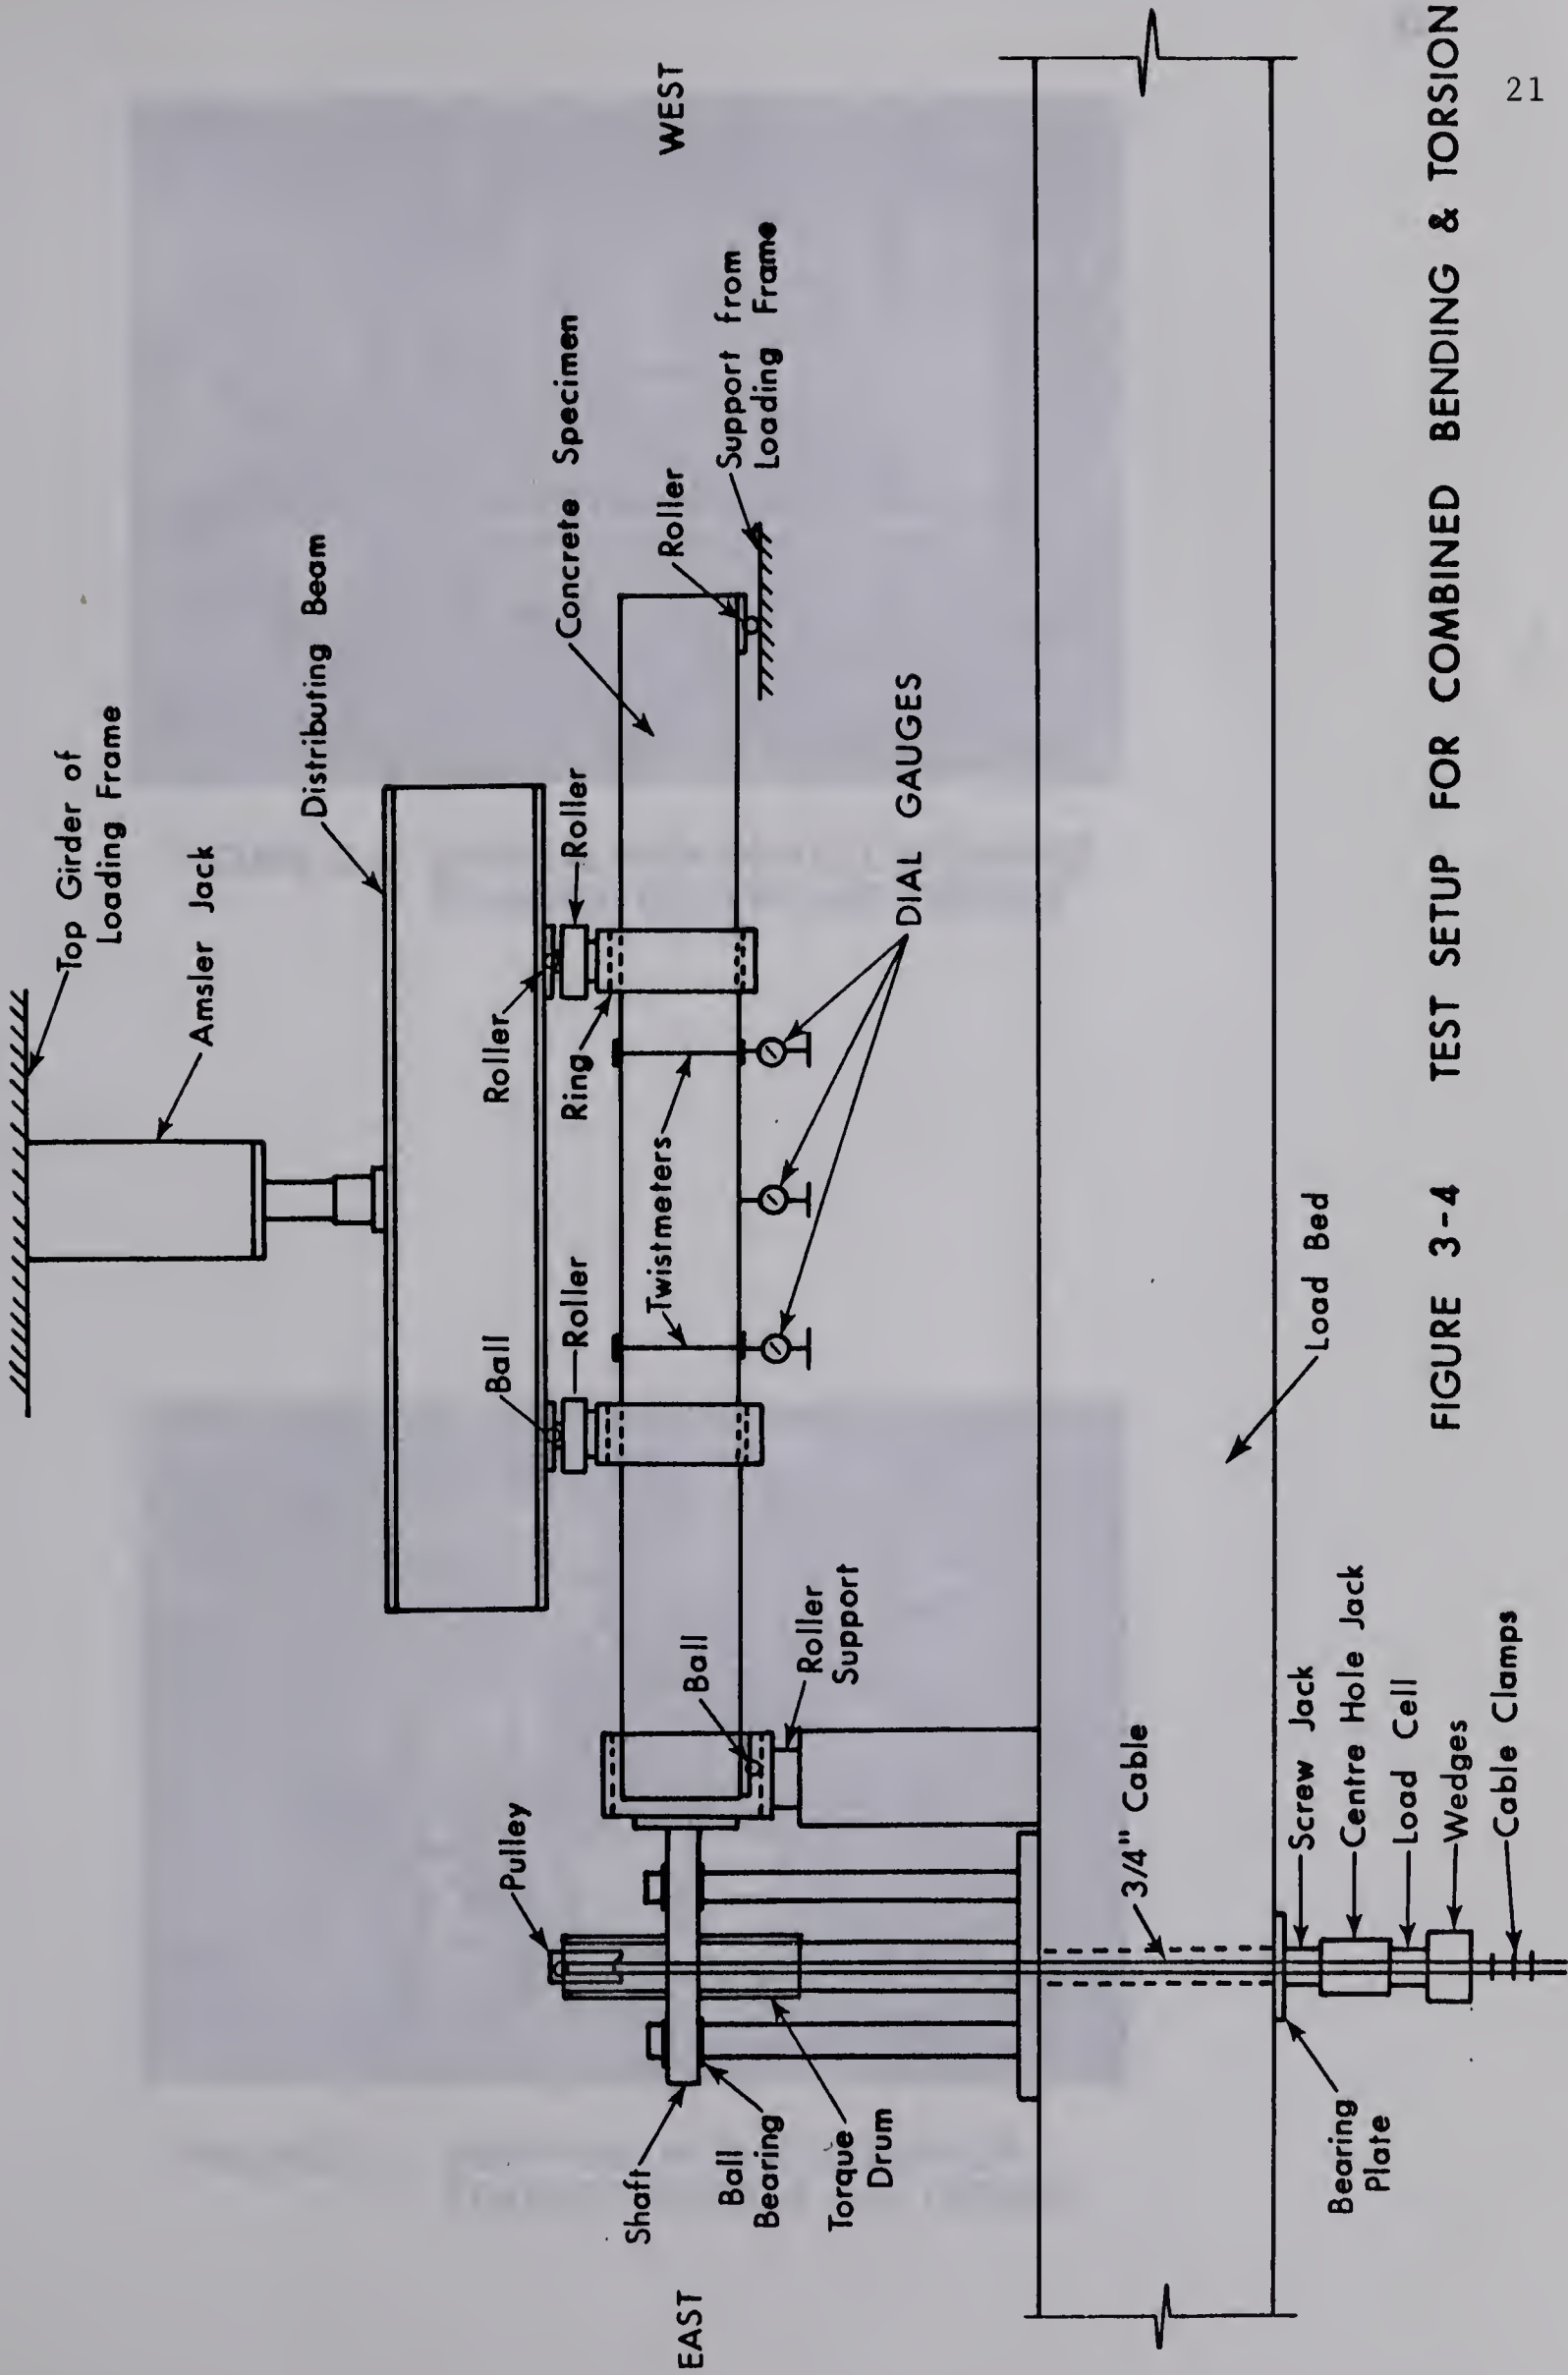 21
Top Girder of
Loading Frame
Amsler Jack
Distributing Beam
Roller
Roller
Ring
Ball
Roller
Concrete Specimen
WEST
Roller
Support from
Loading Frame
Twistmeters
DIAL GAUGES
Pulley
Ball
Roller
Support
Shaft
EAST
Ball
Bearing
Torque
Drum
3/4" Cable
Load Bed
Bearing
Plate
Screw Jack
Centre Hole Jack
Load Cell
Wedges
Cable Clamps
FIGURE 3-4 TEST SETUP FOR COMBINED BENDING & TORSION